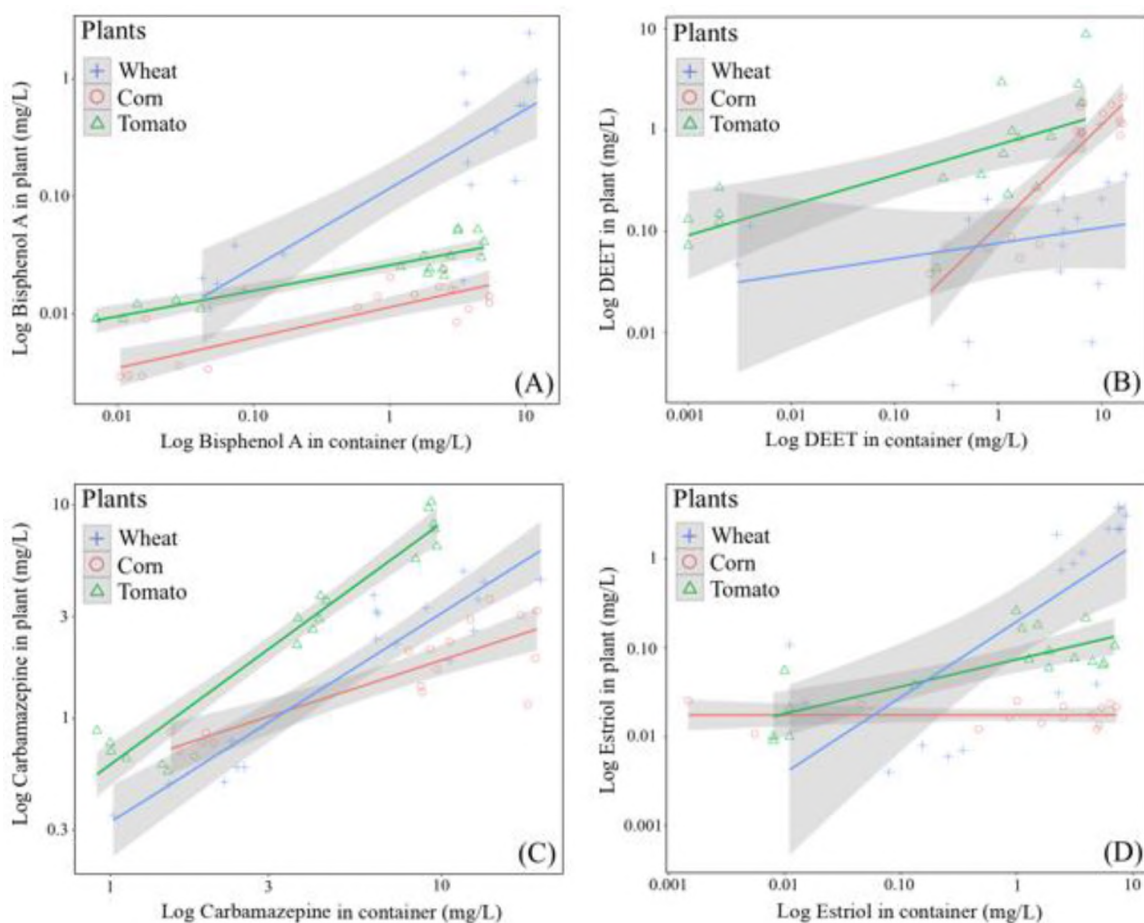 Plants
Wheat
Corn
Tomato
Log Bisphenol A in plant (mg/L)
1
0.10
0.01
0.01
0.10
1
10
Log Bisphenol A in container (mg/L)
(A)
Plants
Wheat
Corn
Tomato
Log DEET in plant (mg/L)
10
1
0.10
0.01
0.001
0.01
0.10
1
10
Log DEET in container (mg/L)
(B)
Plants
Wheat
Corn
Tomato
Log Carbamazepine in plant (mg/L)
10
3
1
0.3
1
3
10
Log Carbamazepine in container (mg/L)
(C)
Plants
Wheat
Corn
Tomato
Log Estriol in plant (mg/L)
1
0.10
0.01
0.001
0.001
0.01
0.10
1
10
Log Estriol in container (mg/L)
(D)